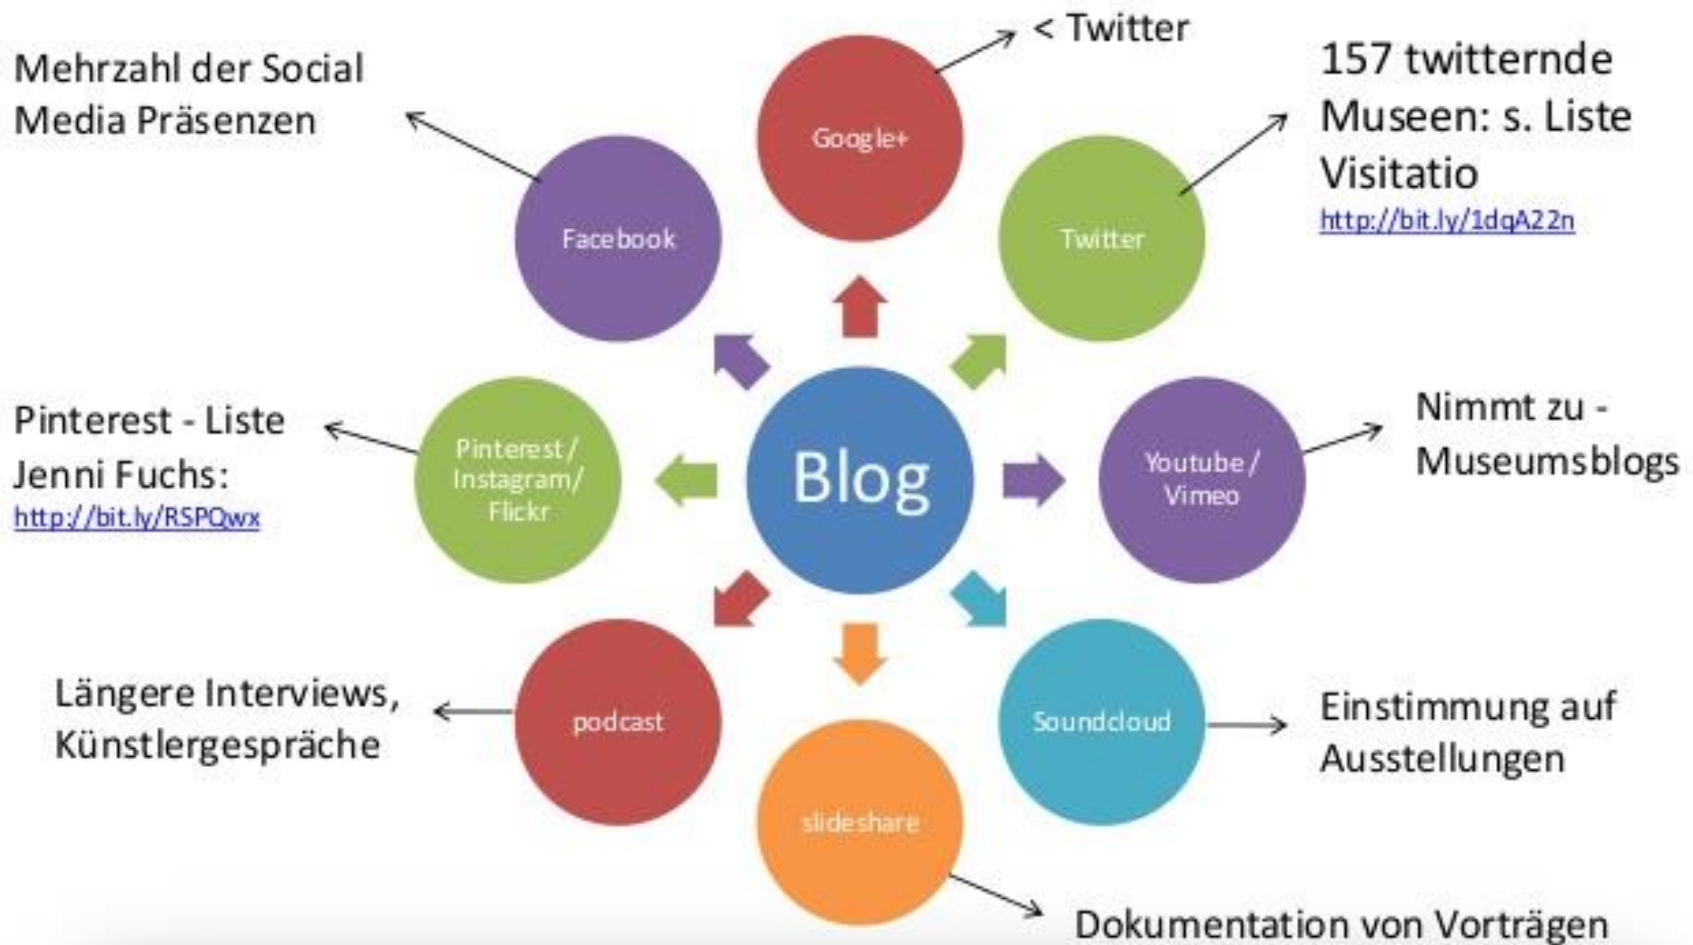 < Twitter
Mehrzahl der Social
Media Präsenzen
157 twitternde
Museen: s. Liste
Visitatio
http://bit.ly/1dqA22n
Google+
Facebook
Twitter
Pinterest - Liste
Jenni Fuchs:
http://bit.ly/RSPQwx
Pinterest/
Instagram/
Flickr
Blog
Youtube/
Vimeo
Nimmt zu -
Museumsblogs
Längere Interviews,
Künstlergespräche
podcast
Soundcloud
Einstimmung auf
Ausstellungen
slideshare
Dokumentation von Vorträgen